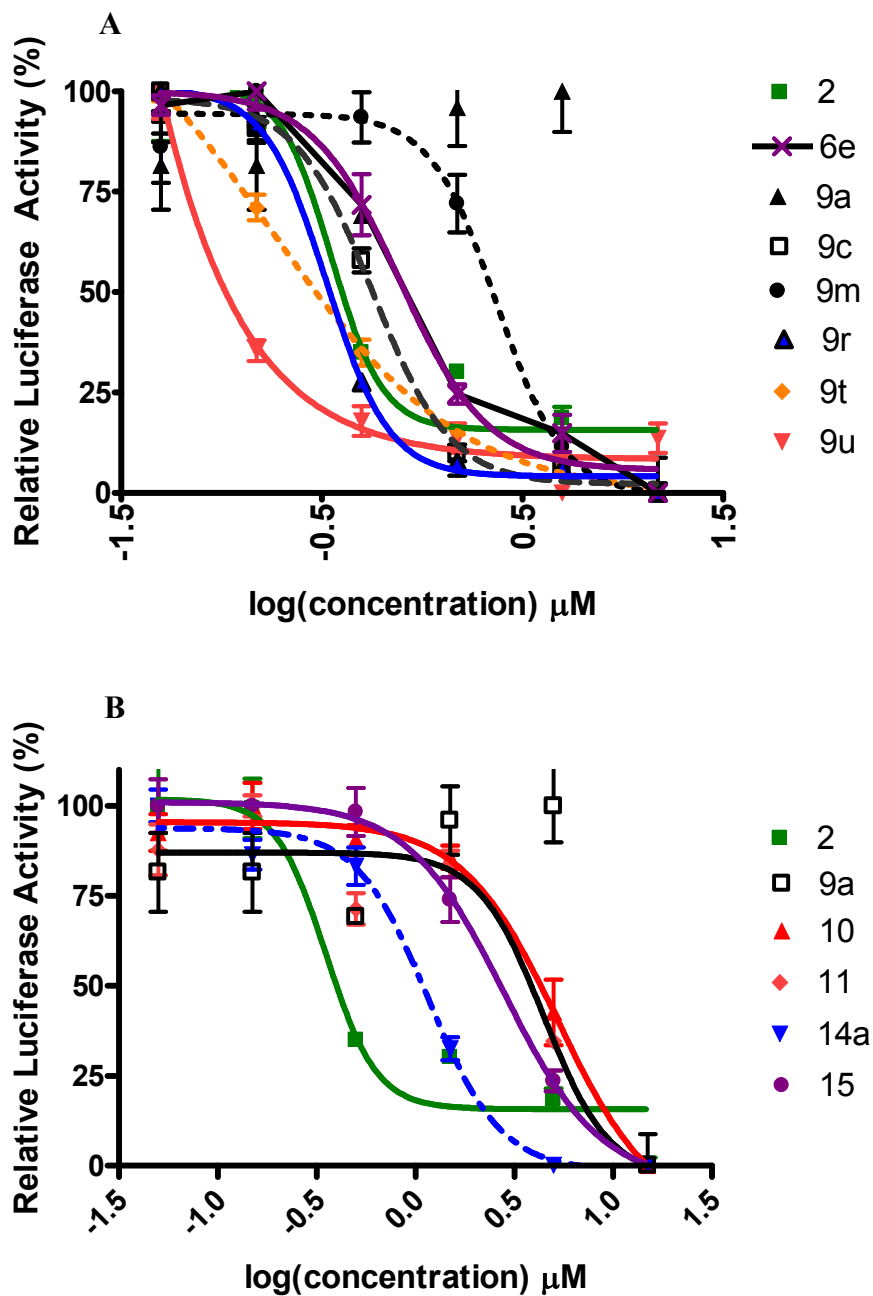 A
Relative Luciferase Activity (%)
100
75
50
25
0
-1.5
-0.5
0.5
1.5
log(concentration) μM
2
6e
9a
9c
9m
9r
9t
9u
B
Relative Luciferase Activity (%)
100
75
50
25
0
-1.5
-1.0
-0.5
0.0
0.5
1.0
1.5
log(concentration) μM
2
9a
10
11
14a
15